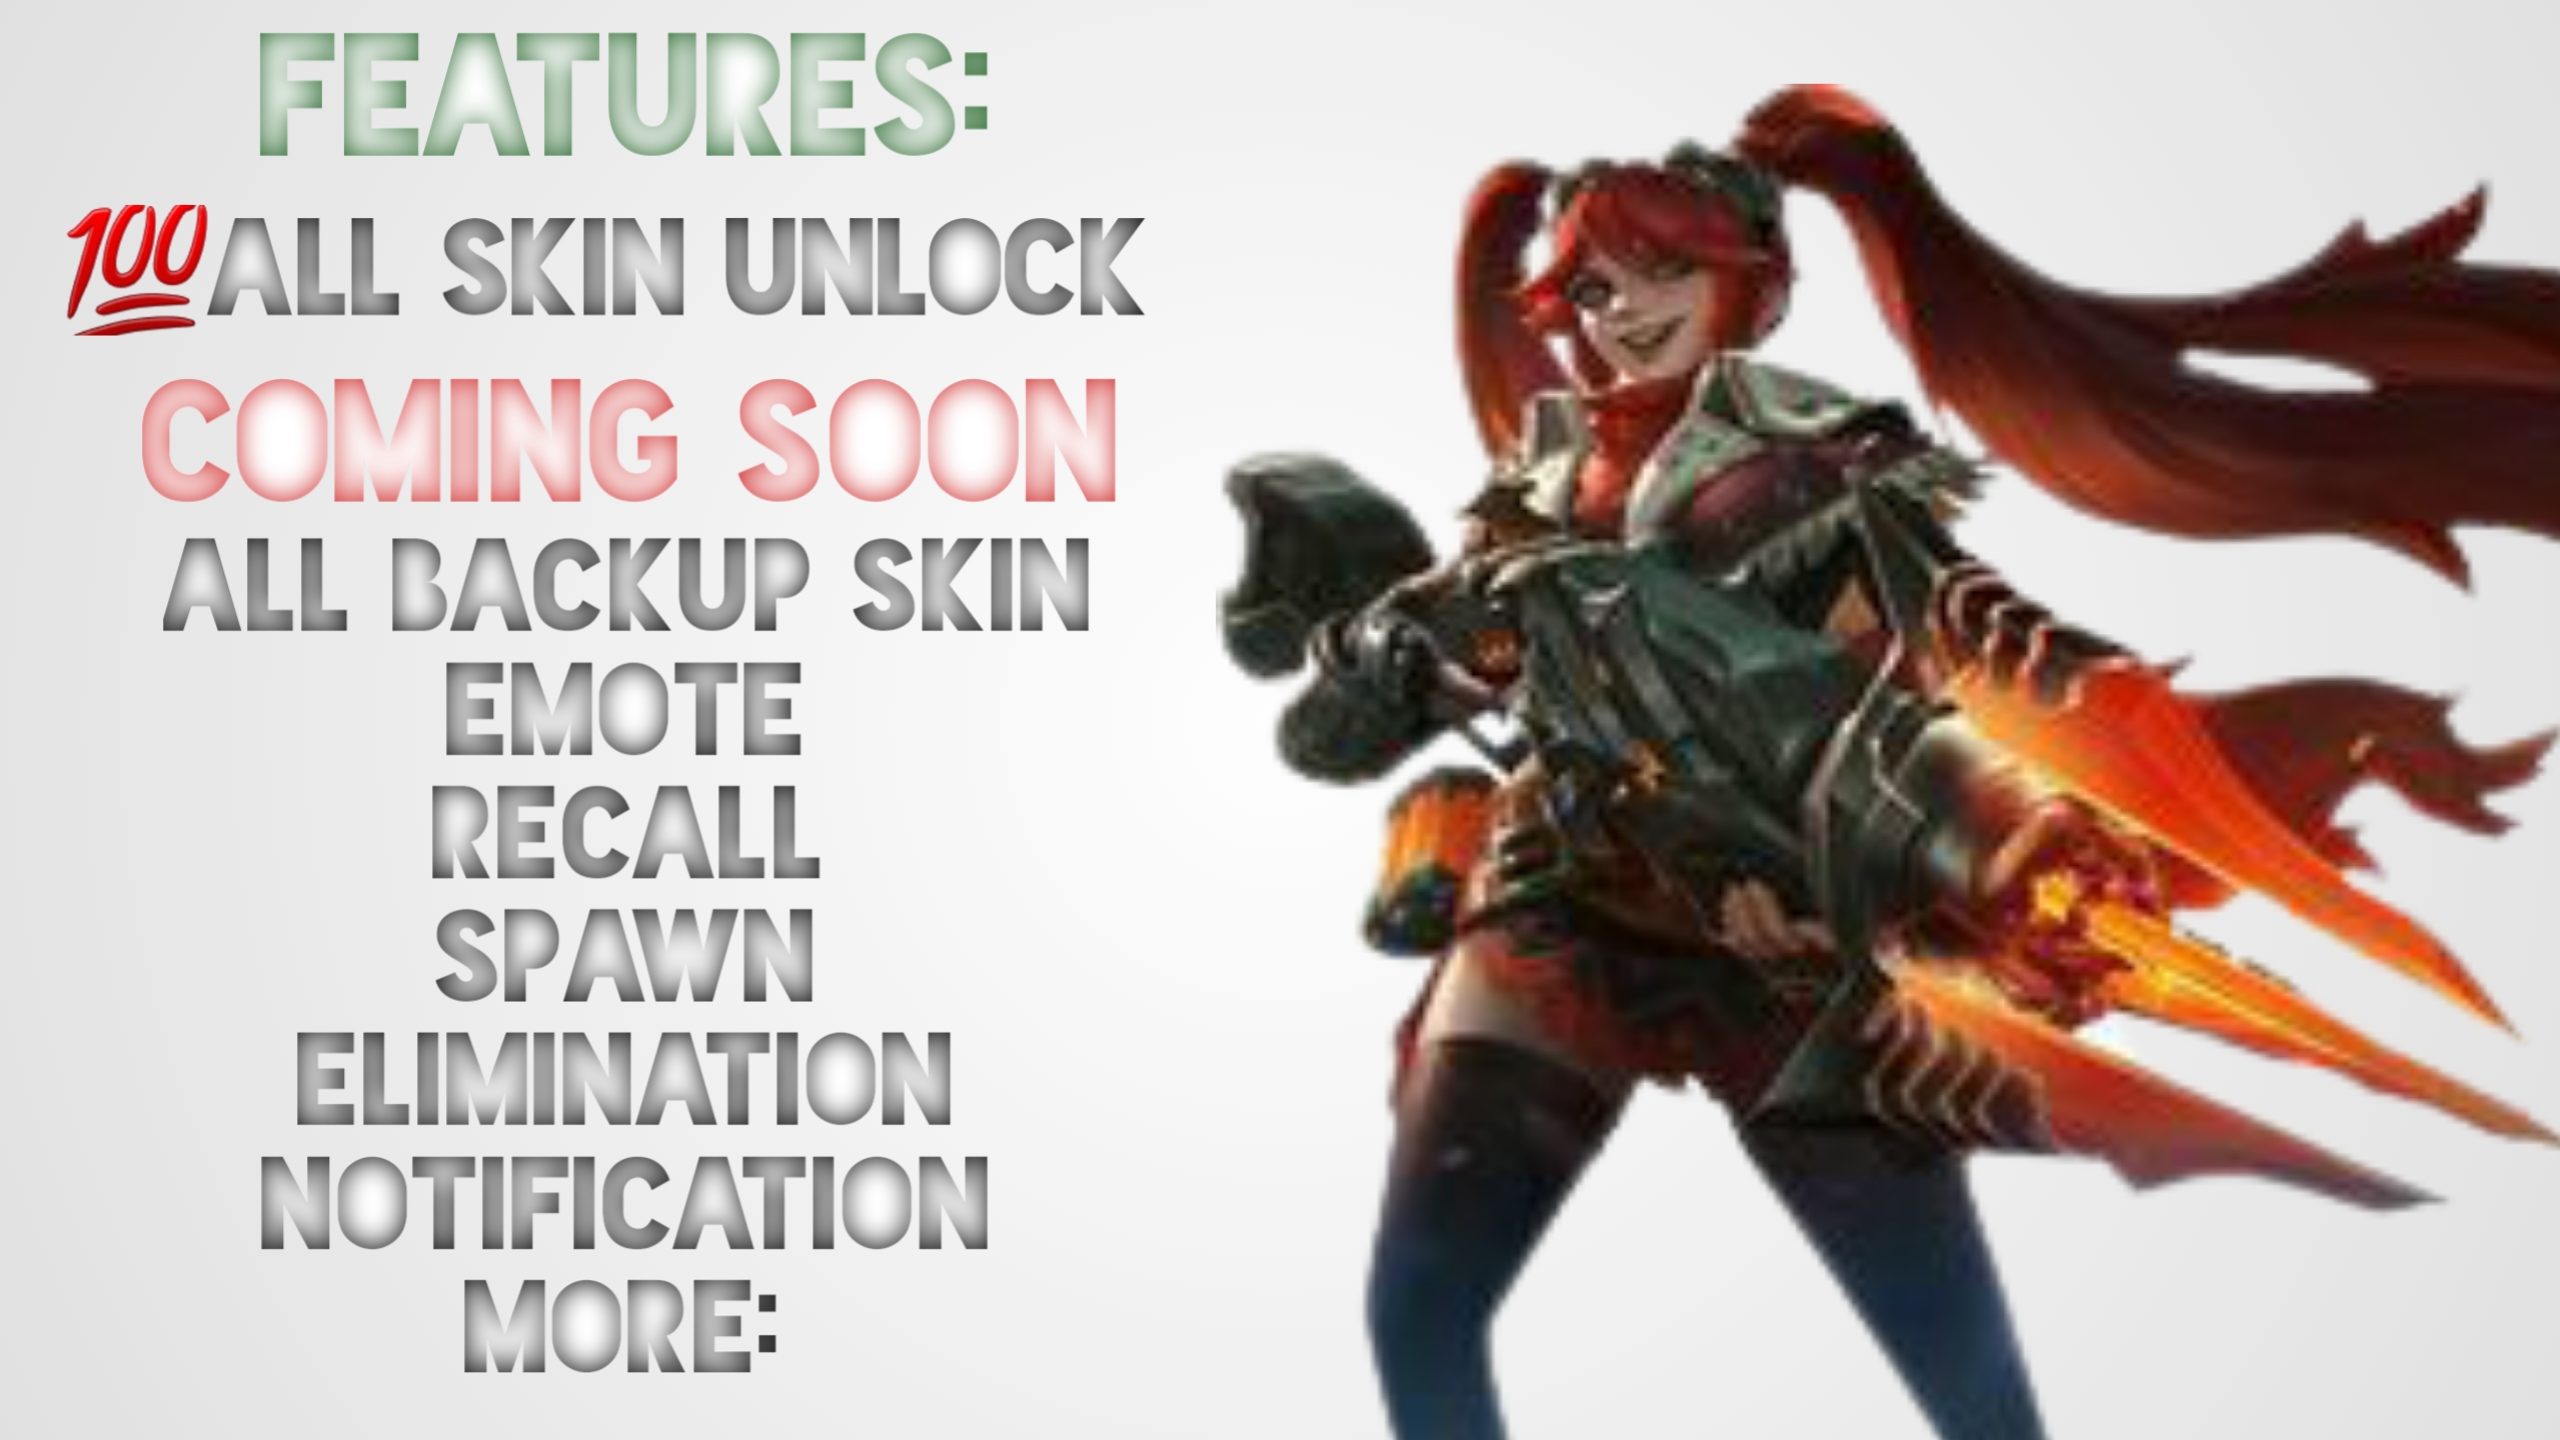 FEATURES:
💯ALL SKIN UNLOCK
COMING SOON
ALL BACKUP SKIN
EMOTE
RECALL
SPAWN
ELIMINATION
NOTIFICATION
MORE: